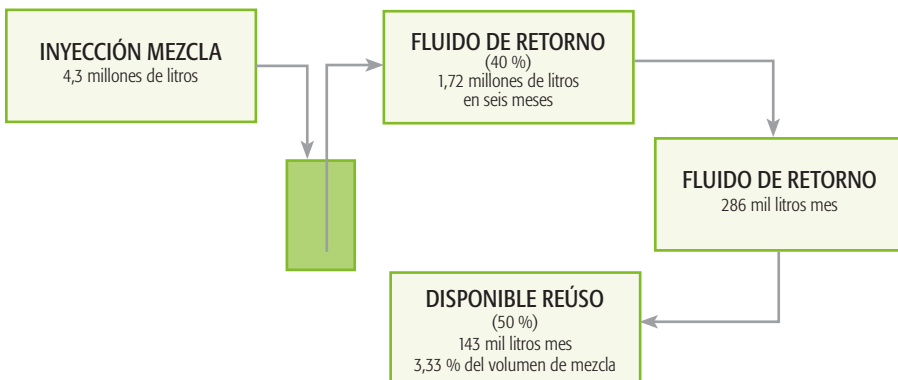 INYECCIÓN MEZCLA
4,3 millones de litros
FLUIDO DE RETORNO
(40 %)
1,72 millones de litros
en seis meses
FLUIDO DE RETORNO
286 mil litros mes
DISPONIBLE REÚSO
(50 %)
143 mil litros mes
3,33 % del volumen de mezcla